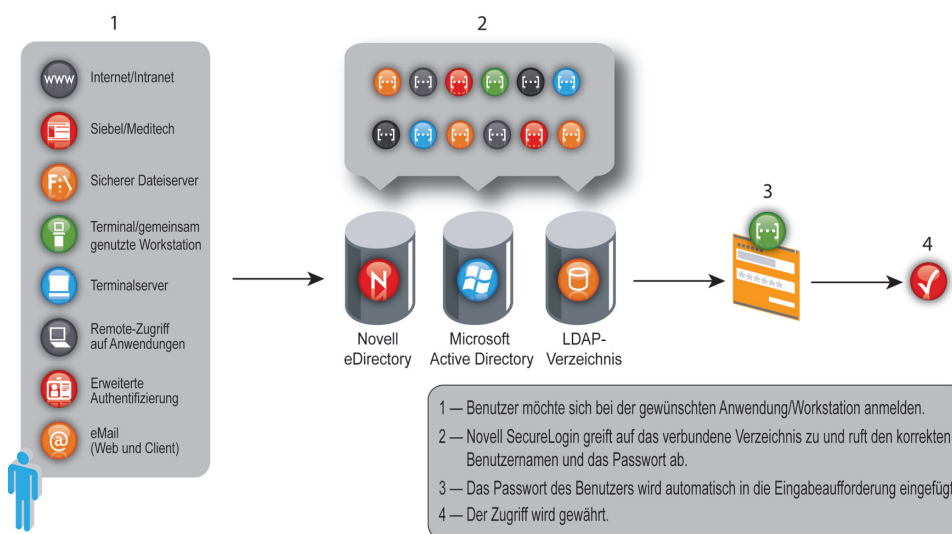 1
www
Internet/Intranet
Siebel/Meditech
F:\
Sicherer Dateiserver
Terminal/gemeinsam
genutzte Workstation
Terminalserver
Remote-Zugriff
auf Anwendungen
Erweiterte
Authentifizierung
@
eMail
(Web und Client)
2
[...] [...] [...] [...] [...] [...]
[...] [...] [...] [...] [...] [...]
N
Novell
eDirectory
Microsoft
Active Directory
LDAP-
Verzeichnis
3
[...]
******
4
1 — Benutzer möchte sich bei der gewünschten Anwendung/Workstation anmelden.
2 — Novell SecureLogin greift auf das verbundene Verzeichnis zu und ruft den korrekten
Benutzernamen und das Passwort ab.
3 — Das Passwort des Benutzers wird automatisch in die Eingabeaufforderung eingefügt
4 — Der Zugriff wird gewährt.